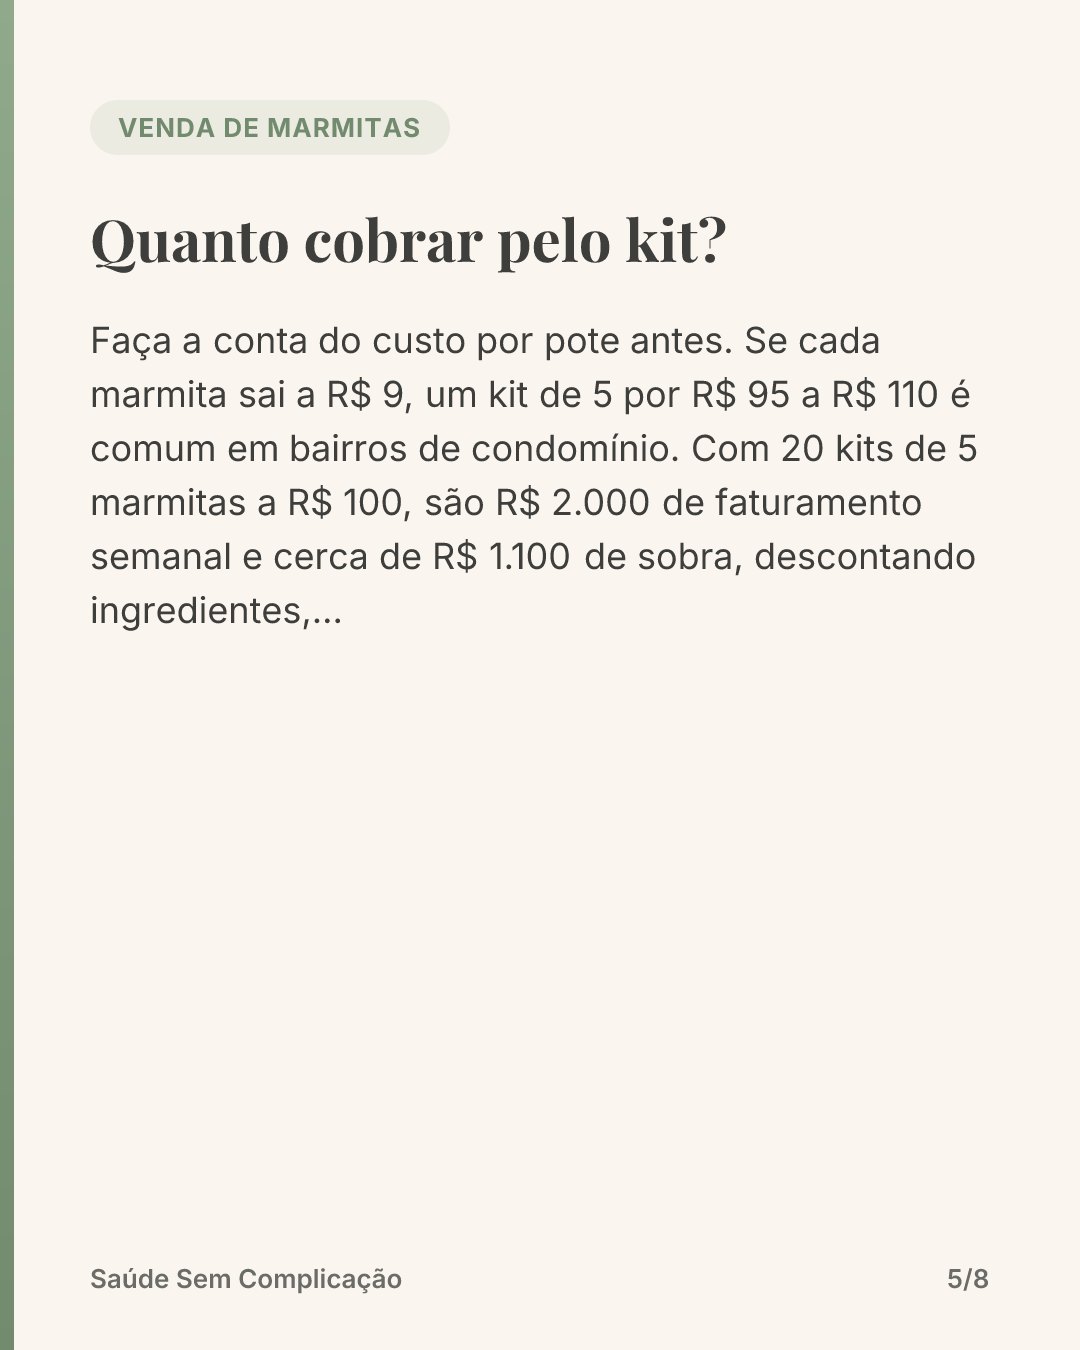 VENDA DE MARMITAS
Quanto cobrar pelo kit?
Faça a conta do custo por pote antes. Se cada
marmita sai a R$ 9, um kit de 5 por R$ 95 a R$ 110 é
comum em bairros de condomínio. Com 20 kits de 5
marmitas a R$ 100, são R$ 2.000 de faturamento
semanal e cerca de R$ 1.100 de sobra, descontando
ingredientes,...
Saúde Sem Complicação
5/8